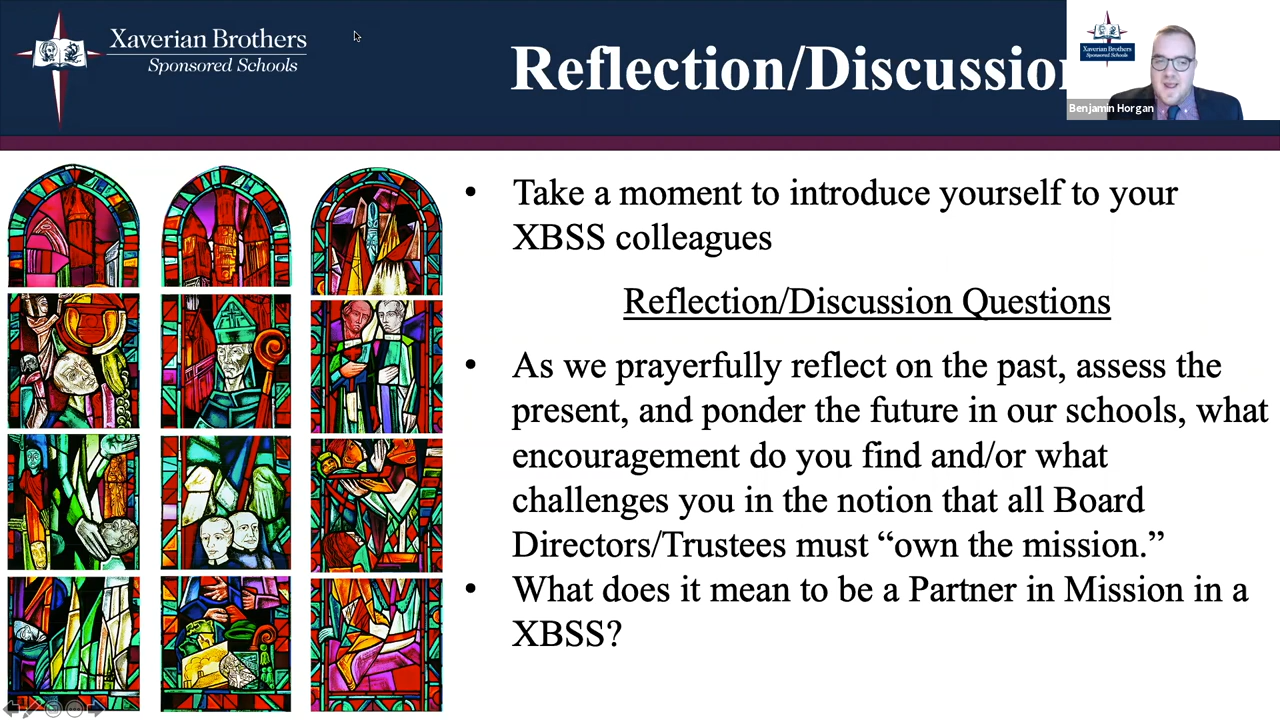 Xaverian Brothers
Sponsored Schools
Reflection/Discussion
Xaverian Brothers
Sponsored Schools
Benjamin Horgan
• Take a moment to introduce yourself to your
XBSS colleagues
Reflection/Discussion Questions
• As we prayerfully reflect on the past, assess the
present, and ponder the future in our schools, what
encouragement do you find and/or what
challenges you in the notion that all Board
Directors/Trustees must “own the mission.”
• What does it mean to be a Partner in Mission in a
XBSS?